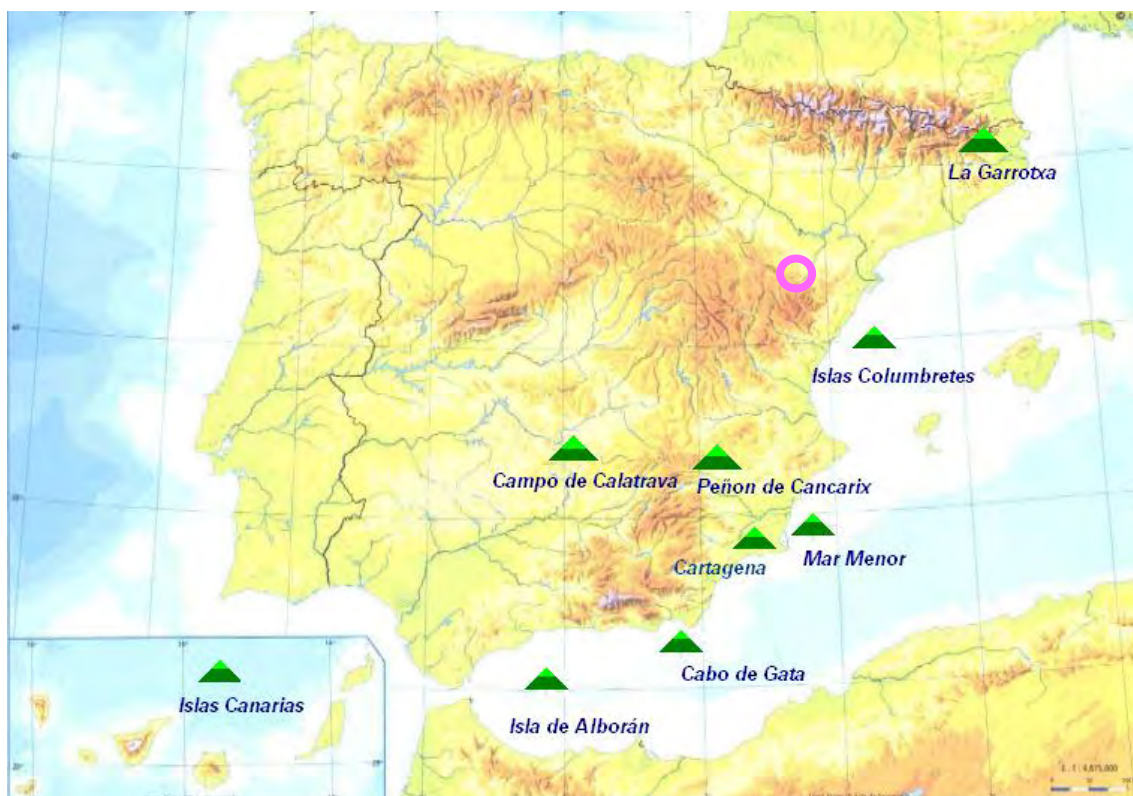 La Garrotxa
Islas Columbretes
Campo de Calatrava
Peñon de Cancarix
Cartagena
Mar Menor
Cabo de Gata
Islas Canarias
Isla de Alborán